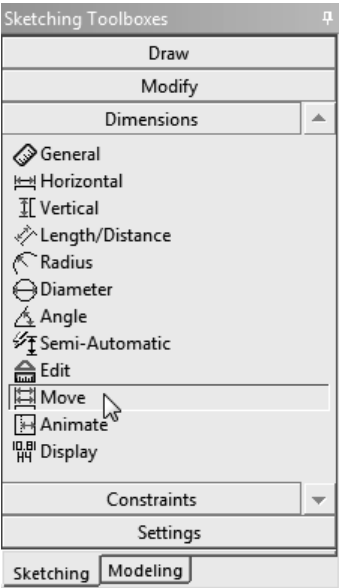 Sketching Toolboxes
Draw
Modify
Dimensions
General
Horizontal
Vertical
Length/Distance
Radius
Diameter
Angle
Semi-Automatic
Edit
Move
Animate
Display
Constraints
Settings
Sketching Modeling